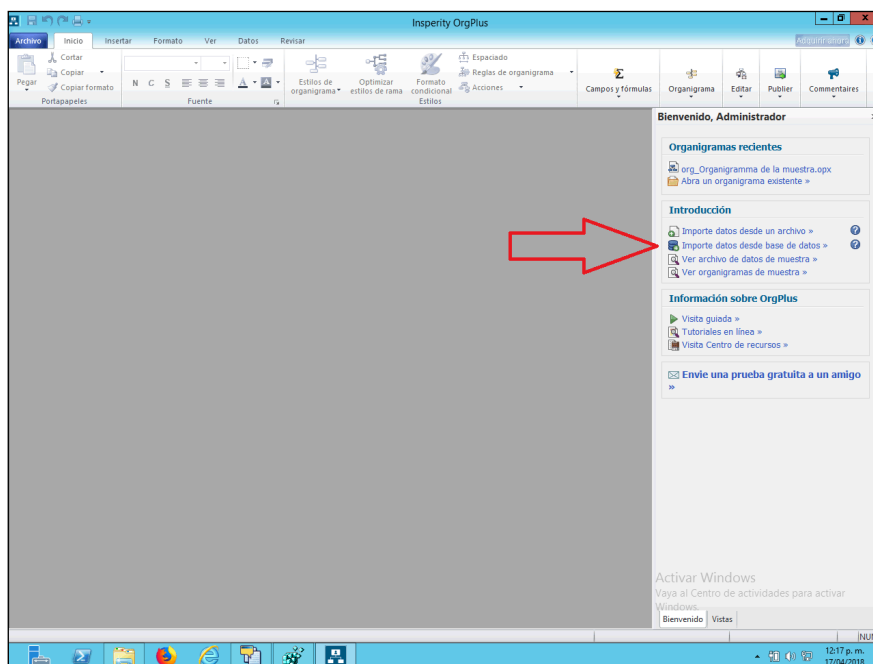 Insperity OrgPlus
Archivo Inicio Insertar Formato Ver Datos Revisar
Pegar
Cortar
Copiar
Copiar formato
Portapapeles
N C S
A A
Fuente
Estilos de organigrama
Optimizar estilos de rama
Formato condicional
Espaciado
Reglas de organigrama
Acciones
Estilos
Σ
Campos y fórmulas
Organigrama
Editar
Publier
Commentaires
Bienvenido, Administrador
Organigramas recientes
org_Organigramma de la muestra.opx
Abra un organigrama existente »
Introducción
Importe datos desde un archivo »
Importe datos desde base de datos »
Ver archivo de datos de muestra »
Ver organigramas de muestra »
Información sobre OrgPlus
Visita guiada »
Tutoriales en línea »
Visita Centro de recursos »
Envie una prueba gratuita a un amigo
»
Activar Windows
Vaya al Centro de actividades para activar
Windows.
Bienvenido Vistas
NUM
12:17 p. m.
17/04/2018